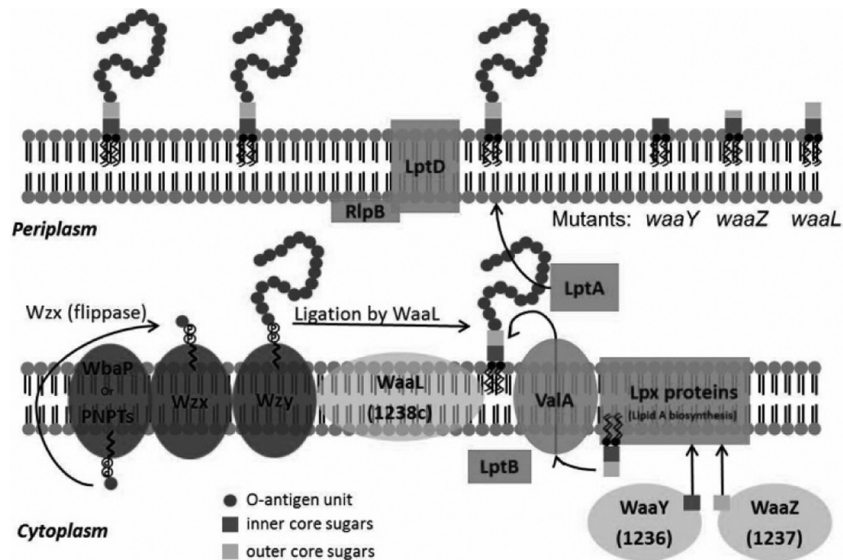 LptD
RlpB
Periplasm
Mutants: waaY waaZ waaL
LptA
Wzx (flippase)
Ligation by WaaL
WbaP
Or
PNPTs
Wzx
Wzy
WaaL
(1238c)
ValA
Lpx proteins
(Lipid A biosynthesis)
LptB
O-antigen unit
inner core sugars
outer core sugars
Cytoplasm
WaaY
(1236)
WaaZ
(1237)